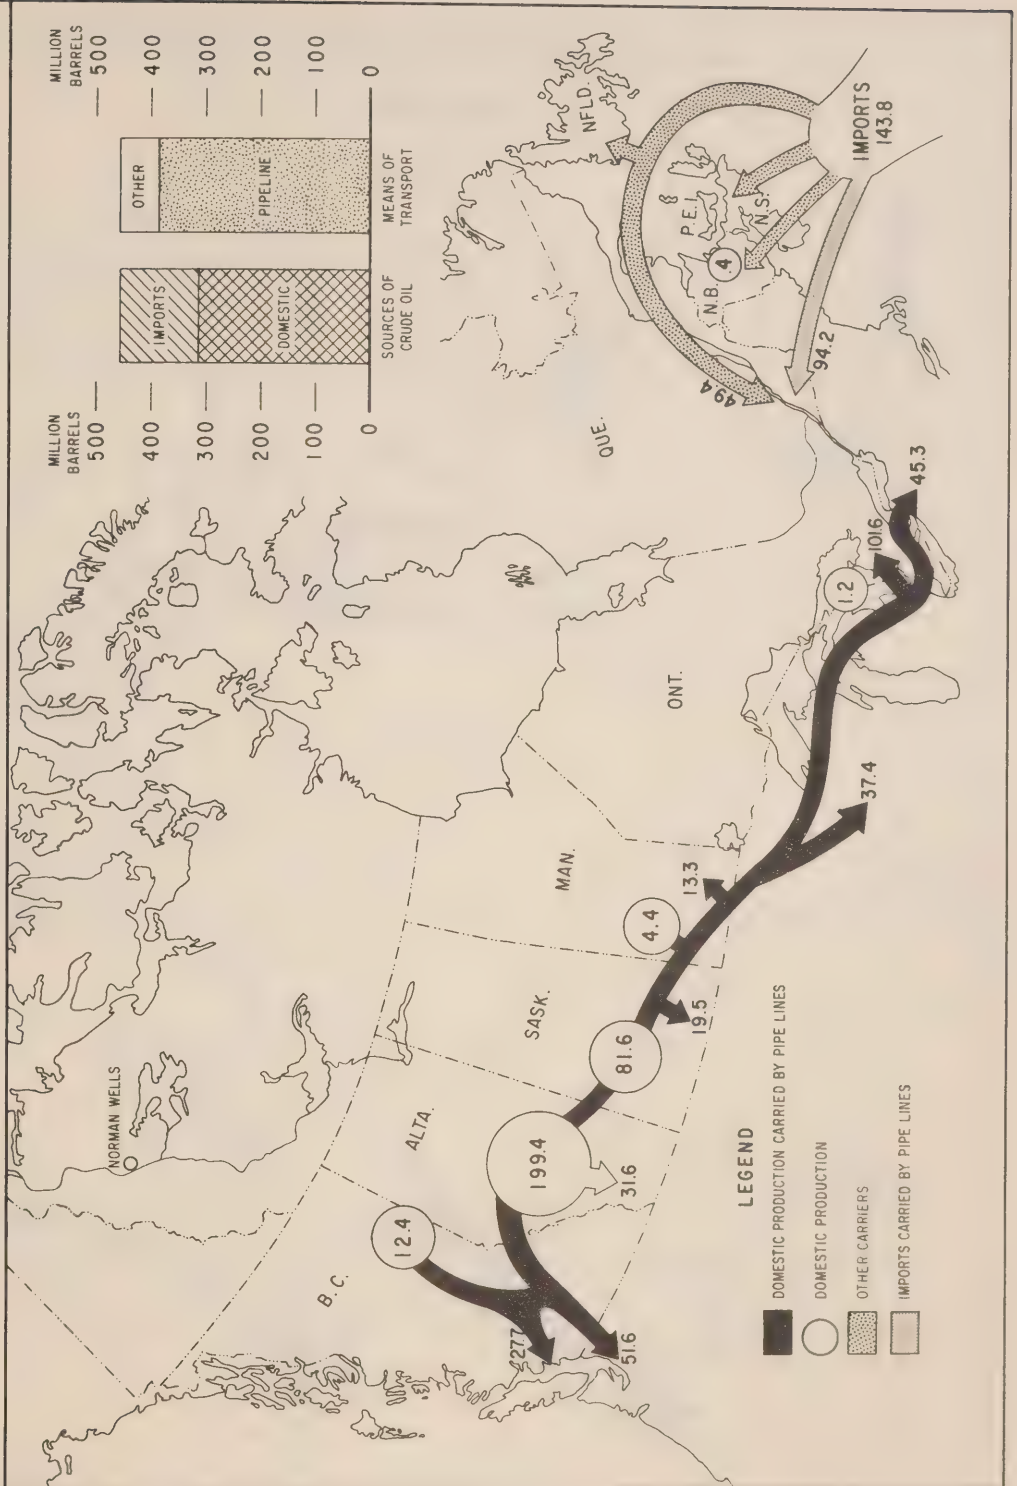 MILLION
BARRELS
500
400
300
200
100
0
IMPORTS
DOMESTIC
SOURCES OF
CRUDE OIL
OTHER
PIPELINE
MEANS OF
TRANSPORT
MILLION
BARRELS
500
400
300
200
100
0
NORMAN WELLS
B.C.
ALTA.
SASK.
MAN.
ONT.
QUE.
NFLD.
P.E.I.
&
N.S.
N.B.
.4
12.4
27.7
51.6
199.4
31.6
81.6
19.5
4.4
13.3
37.4
1.2
101.6
45.3
49.4
94.2
IMPORTS
143.8
LEGEND
DOMESTIC PRODUCTION CARRIED BY PIPE LINES
DOMESTIC PRODUCTION
OTHER CARRIERS
IMPORTS CARRIED BY PIPE LINES